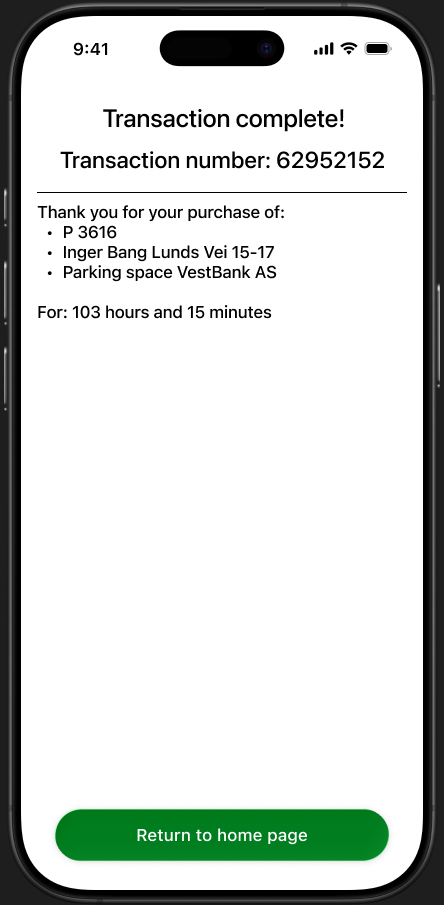 9:41
Transaction complete!
Transaction number: 62952152
Thank you for your purchase of:
• P 3616
• Inger Bang Lunds Vei 15-17
• Parking space VestBank AS
For: 103 hours and 15 minutes
Return to home page